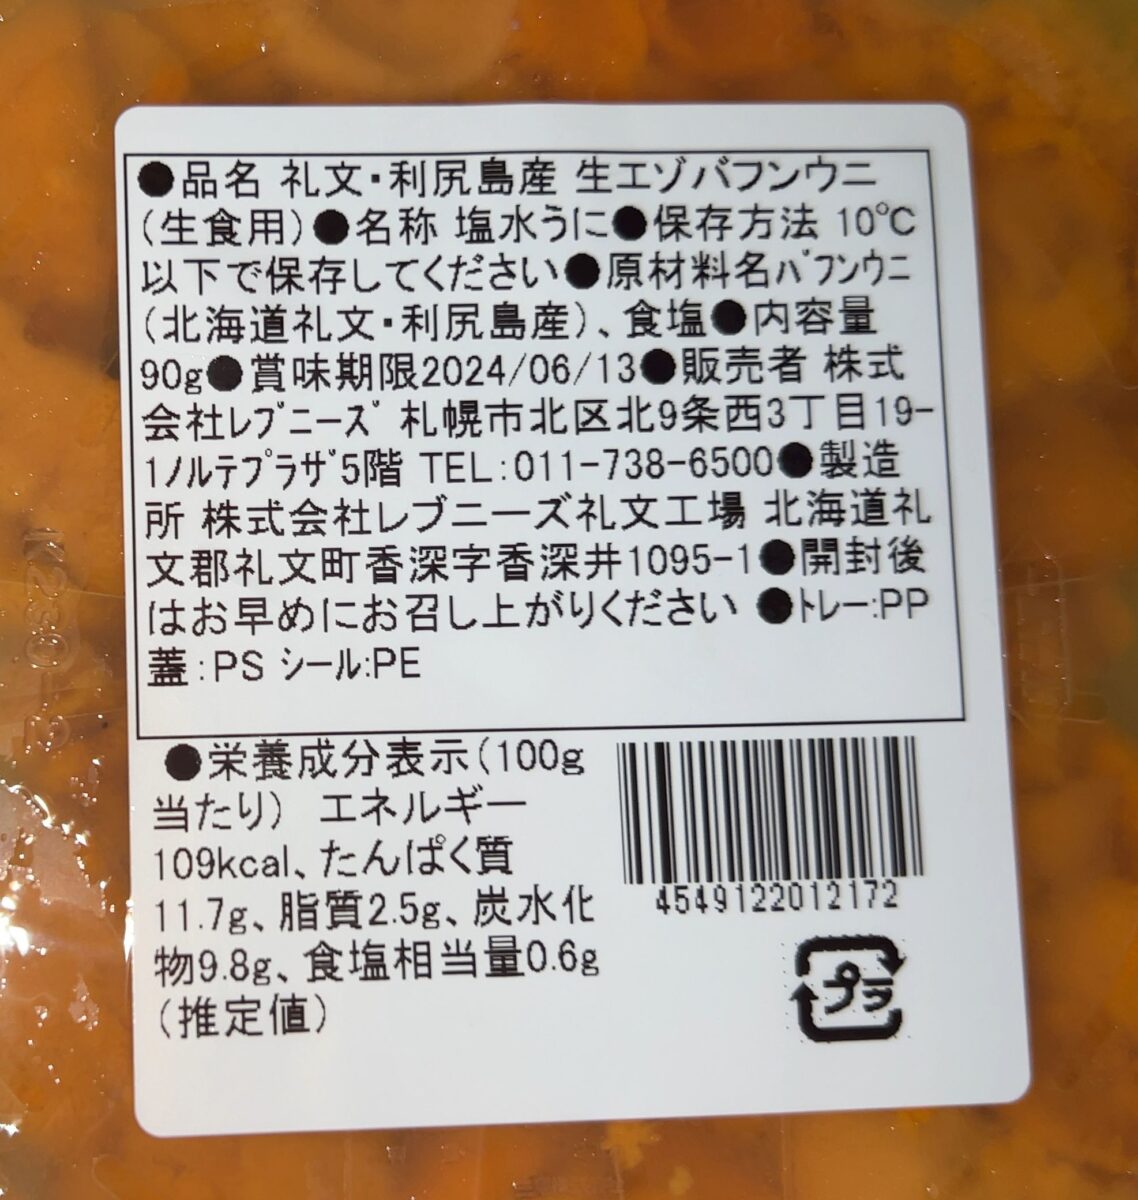 ●品名 礼文・利尻島産 生エゾバフンウニ
(生食用)●名称 塩水うに●保存方法 10℃
以下で保存してください●原材料名ﾊﾞﾌﾝｳﾆ
(北海道礼文・利尻島産)、食塩●内容量
90g●賞味期限2024/06/13●販売者 株式
会社ﾚﾌﾞﾆｰｽﾞ 札幌市北区北9条西3丁目19-
1ﾉﾙﾃﾌﾟﾗｻﾞ5階 TEL:011-738-6500●製造
所 株式会社レブニーズ礼文工場 北海道礼
文郡礼文町香深字香深井1095-1●開封後
はお早めにお召し上がりください ●ﾄﾚｰ:PP
蓋:PS ｼｰﾙ:PE
●栄養成分表示(100g
当たり) エネルギー
109kcal、たんぱく質
11.7g、脂質2.5g、炭水化
物9.8g、食塩相当量0.6g
(推定値)
4549122012172
プラ